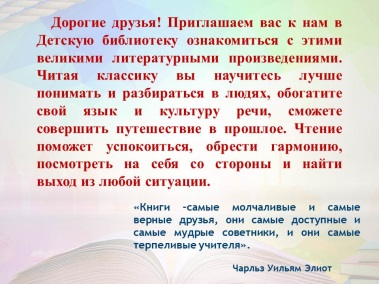 Дорогие друзья! Приглашаем вас к нам в
Детскую библиотеку ознакомиться с этими
великими литературными произведениями.
Читая классику вы научитесь лучше
понимать и разбираться в людях, обогатите
свой язык и культуру речи, сможете
совершить путешествие в прошлое. Чтение
поможет успокоиться, обрести гармонию,
посмотреть на себя со стороны и найти
выход из любой ситуации.
«Книги –самые молчаливые и самые
верные друзья, они самые доступные и
самые мудрые советники, и они самые
терпеливые учителя».
Чарльз Уильям Элиот